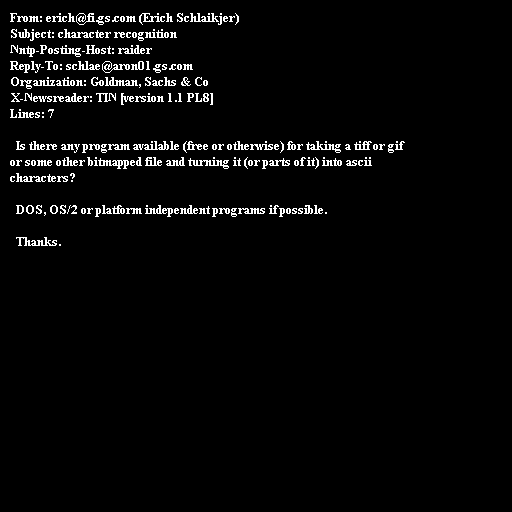 From: erich@fi.gs.com (Erich Schlaikjer)
Subject: character recognition
Nntp-Posting-Host: raider
Reply-To: schlae@aron01.gs.com
Organization: Goldman, Sachs & Co
X-Newsreader: TIN [version 1.1 PL8]
Lines: 7

Is there any program available (free or otherwise) for taking a tiff or gif
or some other bitmapped file and turning it (or parts of it) into ascii
characters?

DOS, OS/2 or platform independent programs if possible.

Thanks.